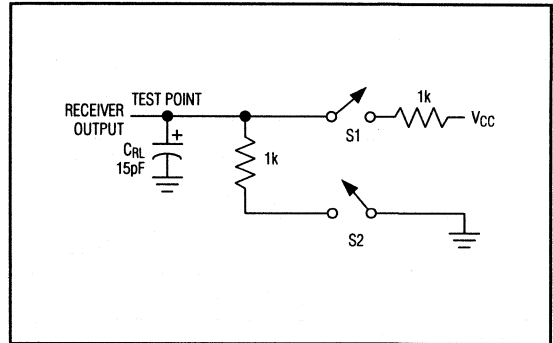 RECEIVER
OUTPUT
TEST POINT
+
CRL
15pF
1k
S1
1k
VCC
S2